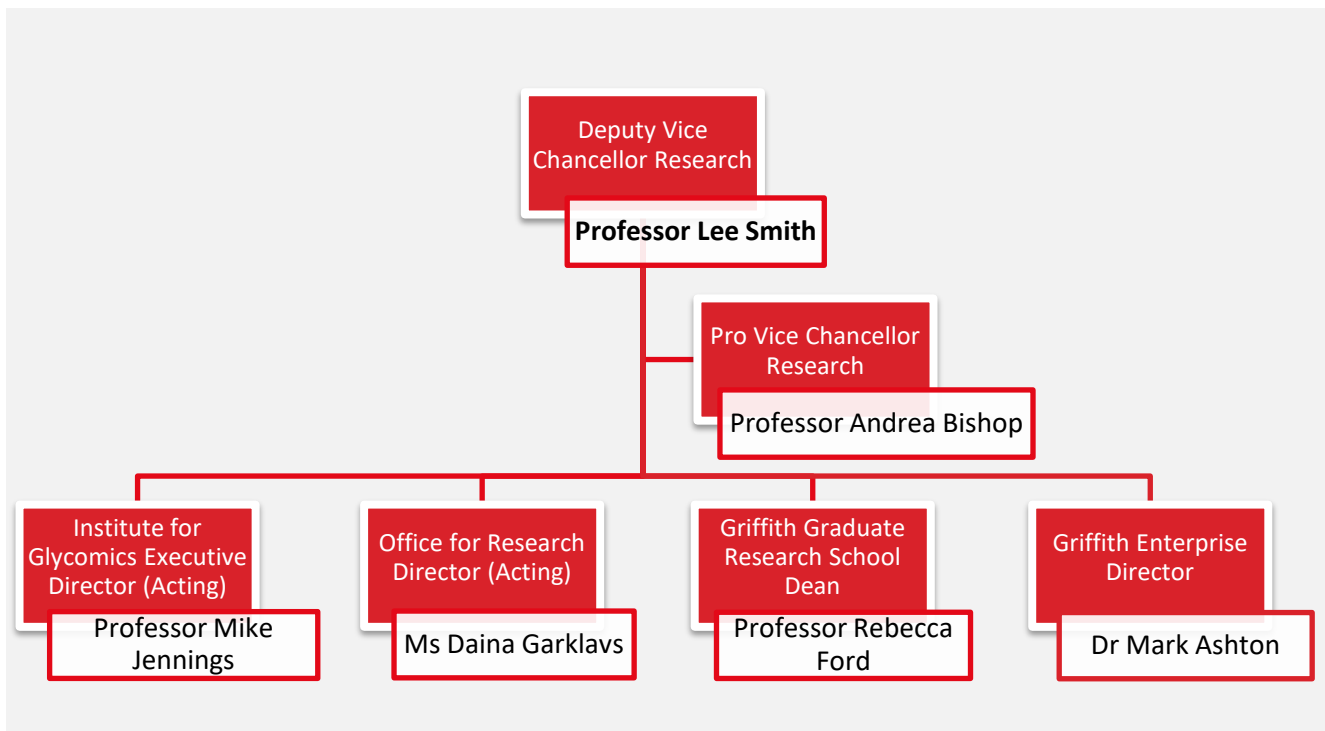 Deputy Vice
Chancellor Research
Professor Lee Smith
Pro Vice Chancellor
Research
Professor Andrea Bishop
Institute for
Glycomics Executive
Director (Acting)
Professor Mike
Jennings
Office for Research
Director (Acting)
Ms Daina Garklavs
Griffith Graduate
Research School
Dean
Professor Rebecca
Ford
Griffith Enterprise
Director
Dr Mark Ashton